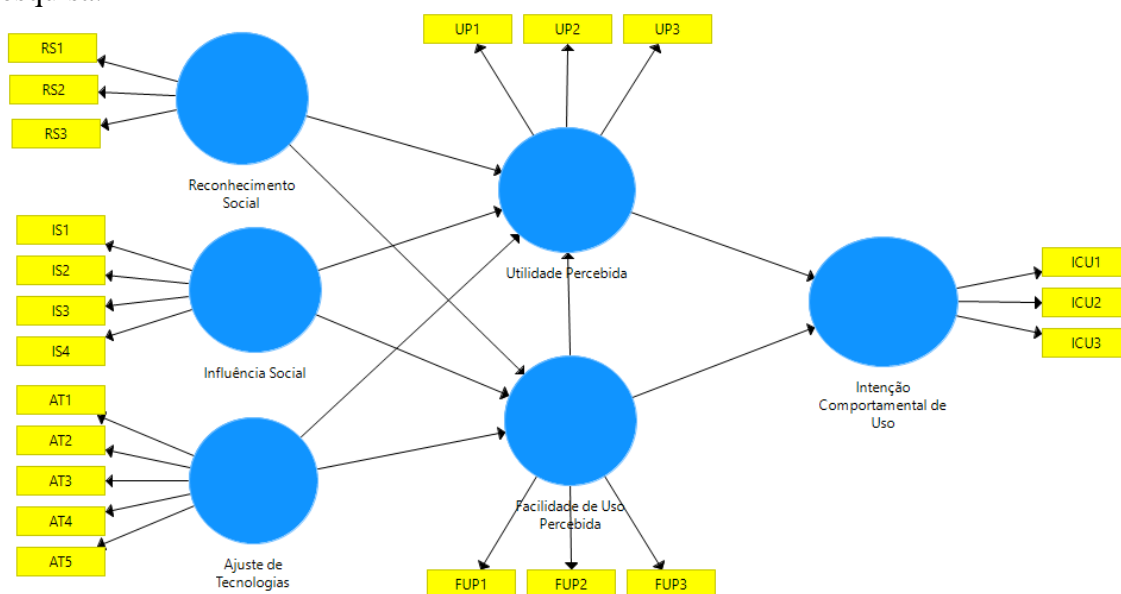 RS1
RS2
RS3
Reconhecimento
Social
IS1
IS2
IS3
IS4
Influência Social
AT1
AT2
AT3
AT4
AT5
Ajuste de
Tecnologias
UP1
UP2
UP3
Utilidade Percebida
Facilidade de Uso
Percebida
FUP1
FUP2
FUP3
Intenção
Comportamental de
Uso
ICU1
ICU2
ICU3